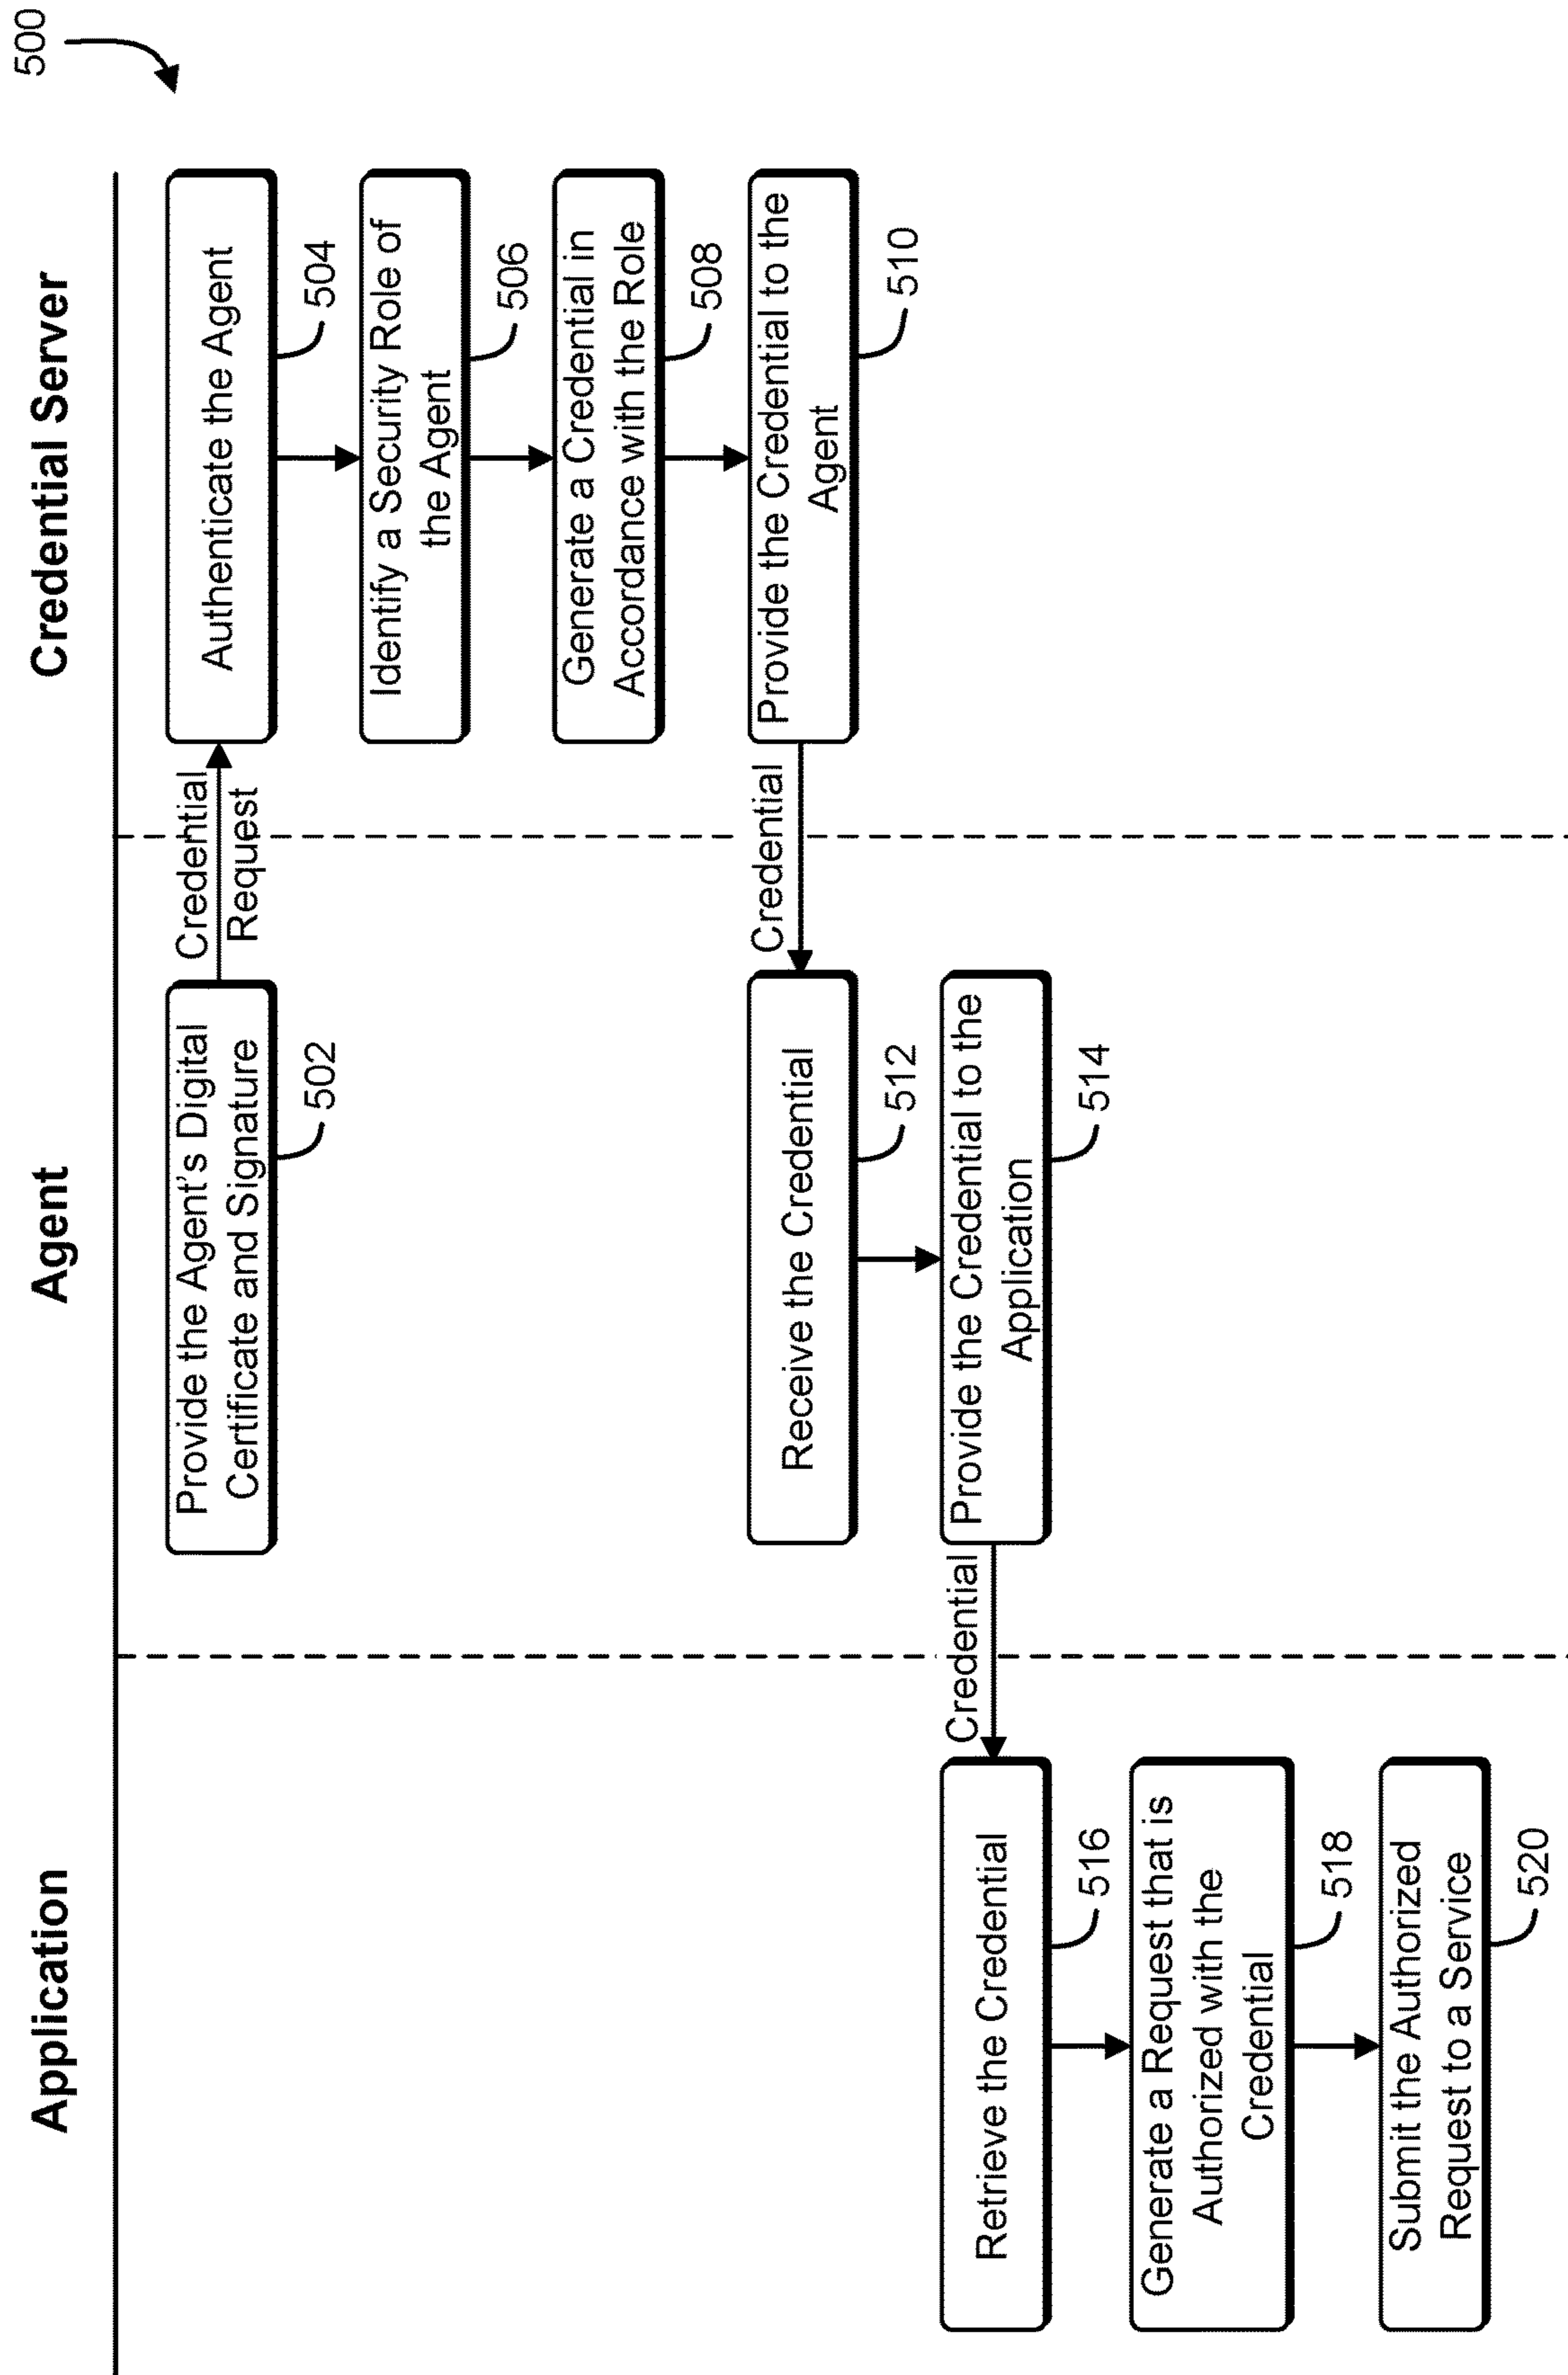 500
Application
Agent
Credential Server
Provide the Agent's Digital
Certificate and Signature
502
Credential
Request
Authenticate the Agent
504
Identify a Security Role of
the Agent
506
Generate a Credential in
Accordance with the Role
508
Provide the Credential to the
Agent
510
Credential
Receive the Credential
512
Provide the Credential to the
Application
514
Credential
Retrieve the Credential
516
Generate a Request that is
Authorized with the
Credential
518
Submit the Authorized
Request to a Service
520